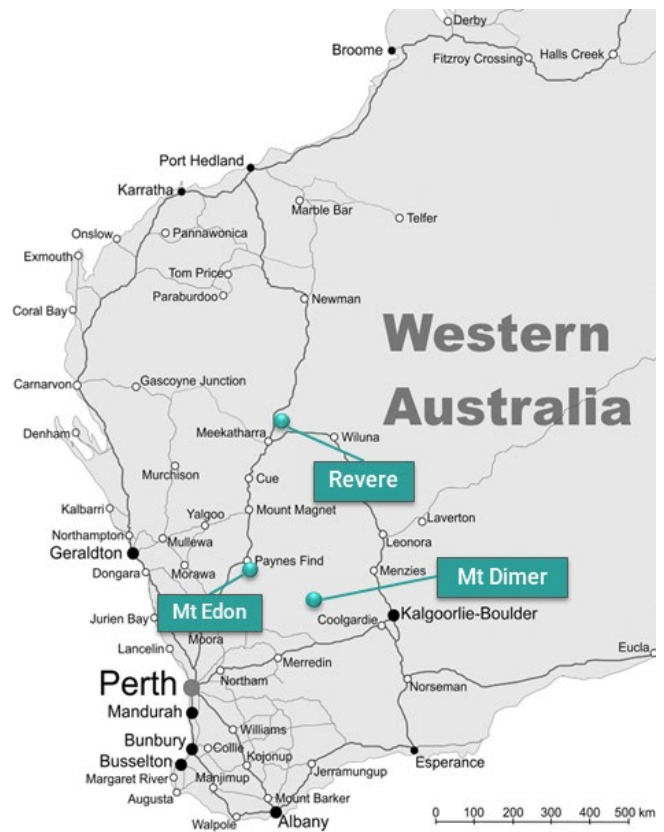 Derby
Broome
Fitzroy Crossing
Halls Creek
Port Hedland
Karratha
Marble Bar
Telfer
Onslow
Pannawonica
Exmouth
Tom Price
Paraburdoo
Newman
Coral Bay
Western
Australia
Carnarvon
Gascoyne Junction
Denham
Meekatharra
Wiluna
Revere
Murchison
Cue
Kalbarri
Yalgoo
Mount Magnet
Laverton
Northampton
Mullewa
Leonora
Geraldton
Paynes Find
Dongara
Morawa
Menzies
Mt Dimer
Mt Edon
Jurien Bay
Coolgardie
Kalgoorlie-Boulder
Moora
Lancelin
Merredin
Eucla
Perth
Northam
Norseman
Mandurah
Williams
Bunbury
Collie
Busselton
Kojonup
Esperance
Margaret River
Manjimup
Jerramungup
Augusta
Mount Barker
Walpole
Albany
0 100 200 300 400 500 km